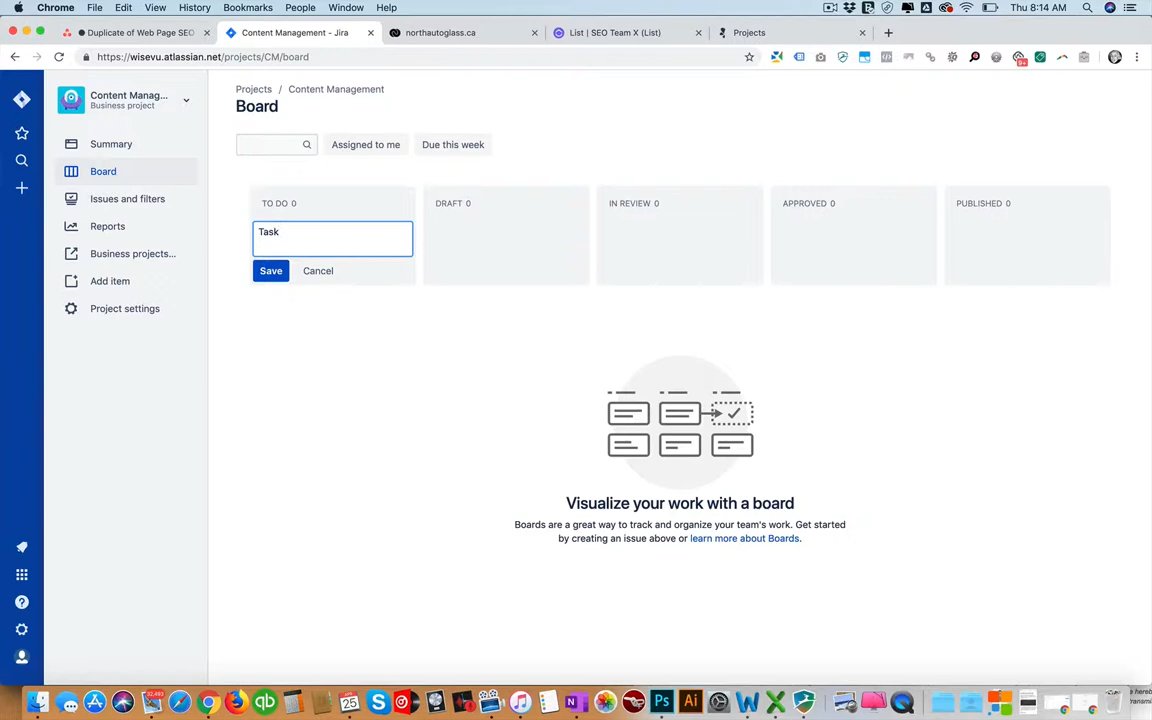 Chrome File Edit View History Bookmarks People Window Help Thu 8:14 AM
Duplicate of Web Page SEO × Content Management - Jira × northautoglass.ca × List | SEO Team X (List) × Projects × +
https://wisevu.atlassian.net/projects/CM/board
9+
Content Manag...
Business project
Summary
Board
Issues and filters
Reports
Business projects...
Add item
Project settings
Projects / Content Management
Board
Assigned to me Due this week
TO DO 0 DRAFT 0 IN REVIEW 0 APPROVED 0 PUBLISHED 0
Task
Save Cancel
Visualize your work with a board
Boards are a great way to track and organize your team's work. Get started
by creating an issue above or learn more about Boards.
25
Ps Ai